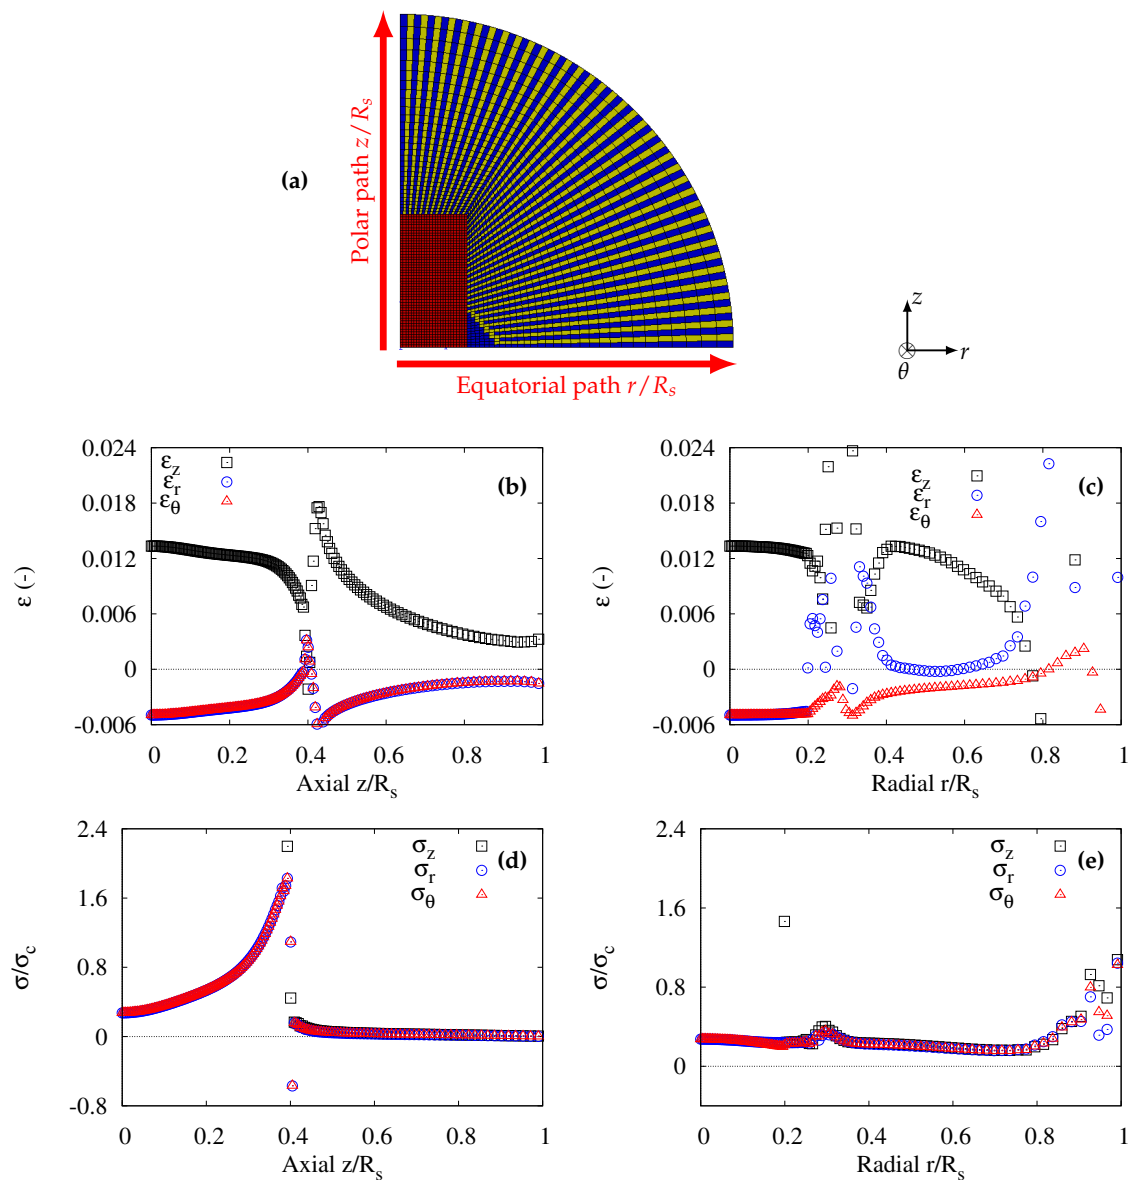 (a)
Polar path z/R_s
Equatorial path r/R_s
z
r
θ
(b)
ε_z
ε_r
ε_θ
0.024
0.018
0.012
0.006
0
-0.006
ε (-)
0 0.2 0.4 0.6 0.8 1
Axial z/R_s
(c)
ε_z
ε_r
ε_θ
0.024
0.018
0.012
0.006
0
-0.006
ε (-)
0 0.2 0.4 0.6 0.8 1
Radial r/R_s
(d)
σ_z
σ_r
σ_θ
2.4
1.6
0.8
0
-0.8
σ/σ_c
0 0.2 0.4 0.6 0.8 1
Axial z/R_s
(e)
σ_z
σ_r
σ_θ
2.4
1.6
0.8
0
σ/σ_c
0 0.2 0.4 0.6 0.8 1
Radial r/R_s